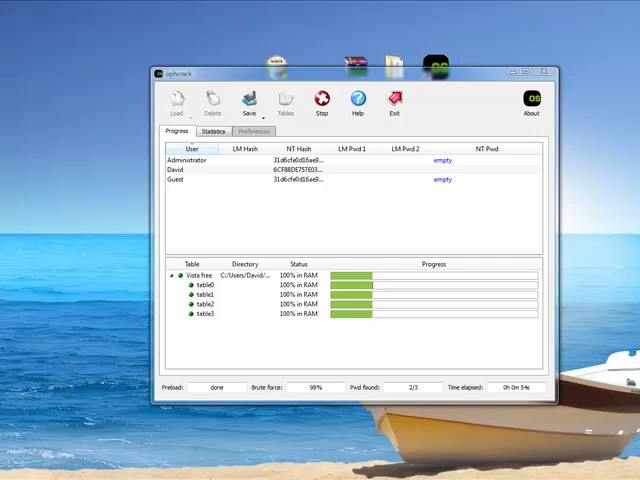 ophcrack
Load Delete Save Tables Stop Help Exit About
Progress Statistics Preferences
User LM Hash NT Hash LM Pwd 1 LM Pwd 2 NT Pwd
Administrator 31d6cfe0d16ae9... empty
David 6CF88DE757E03...
Guest 31d6cfe0d16ae9... empty
Table Directory Status Progress
Vista free C:/Users/David/... 100% in RAM
table0 100% in RAM
table1 100% in RAM
table2 100% in RAM
table3 100% in RAM
Preload: done Brute force: 98% Pwd found: 2/3 Time elapsed: 0h 0m 54s